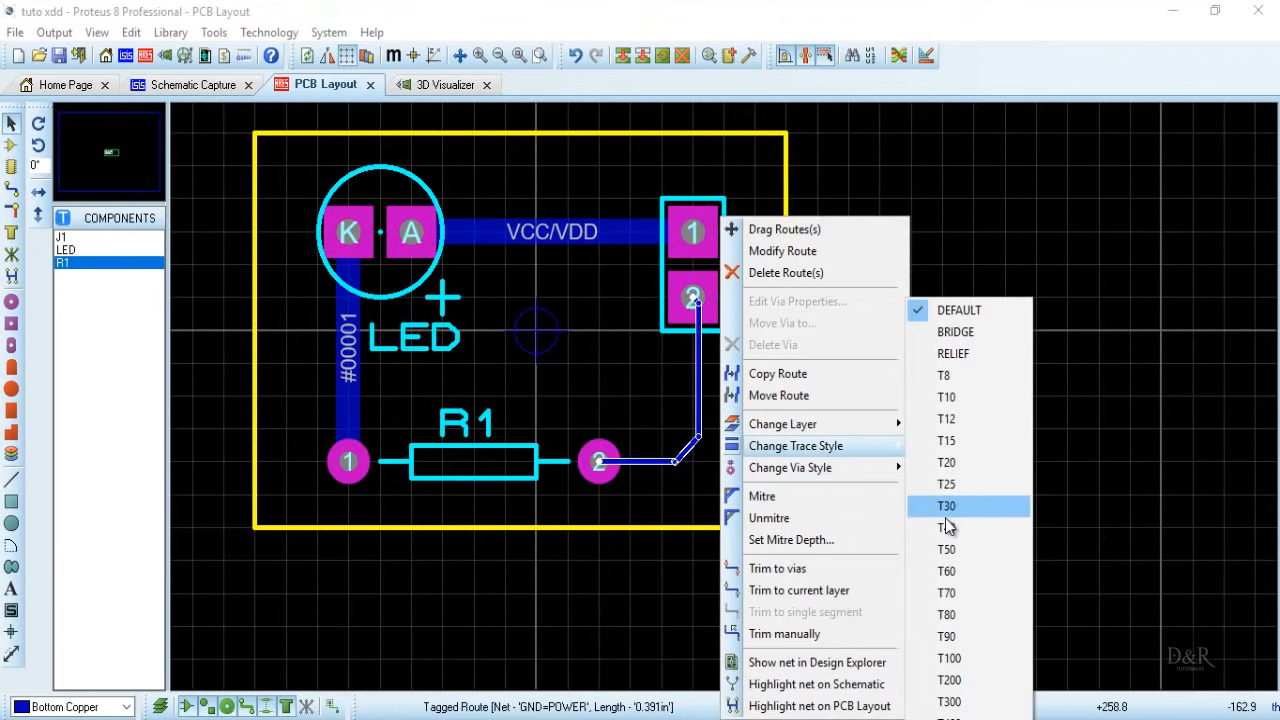 tuto xdd - Proteus 8 Professional - PCB Layout
File Output View Edit Library Tools Technology System Help
Home Page Schematic Capture PCB Layout 3D Visualizer
0°
COMPONENTS
J1
LED
R1
K A VCC/VDD 1
2
#00001
LED
R1
1 2
Drag Routes(s)
Modify Route
Delete Route(s)
Edit Via Properties...
Move Via to...
Delete Via
Copy Route
Move Route
Change Layer
Change Trace Style
Change Via Style
Mitre
Unmitre
Set Mitre Depth...
Trim to vias
Trim to current layer
Trim to single segment
Trim manually
Show net in Design Explorer
Highlight net on Schematic
Highlight net on PCB Layout
DEFAULT
BRIDGE
RELIEF
T8
T10
T12
T15
T20
T25
T30
T50
T60
T70
T80
T90
T100
T200
T300
D&R
TUTORIALES
Bottom Copper Tagged Route [Net - 'GND=POWER', Length - '0.391in'] +258.8 -162.9